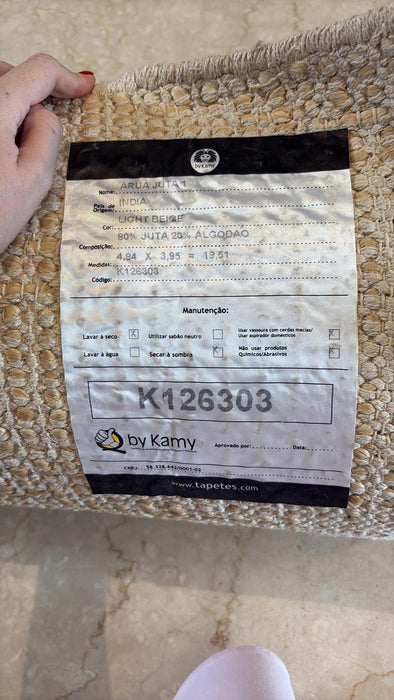 by Kamy
Nome: ARUA JUTA 1
País de Origem: INDIA
Cor: LIGHT BEIGE
Composição: 80% JUTA 20% ALGODAO
Medidas: 4,94 X 3,95 = 19,51
Código: K126303
Manutenção:
Lavar à seco X Utilizar sabão neutro Usar vassoura com cerdas macias/ Usar aspirador doméstico X
Lavar à água Secar à sombra X Não usar produtos Químicos/Abrasivos X
K126303
by Kamy Aprovado por: Data:
CNPJ:
www.tapetes.com